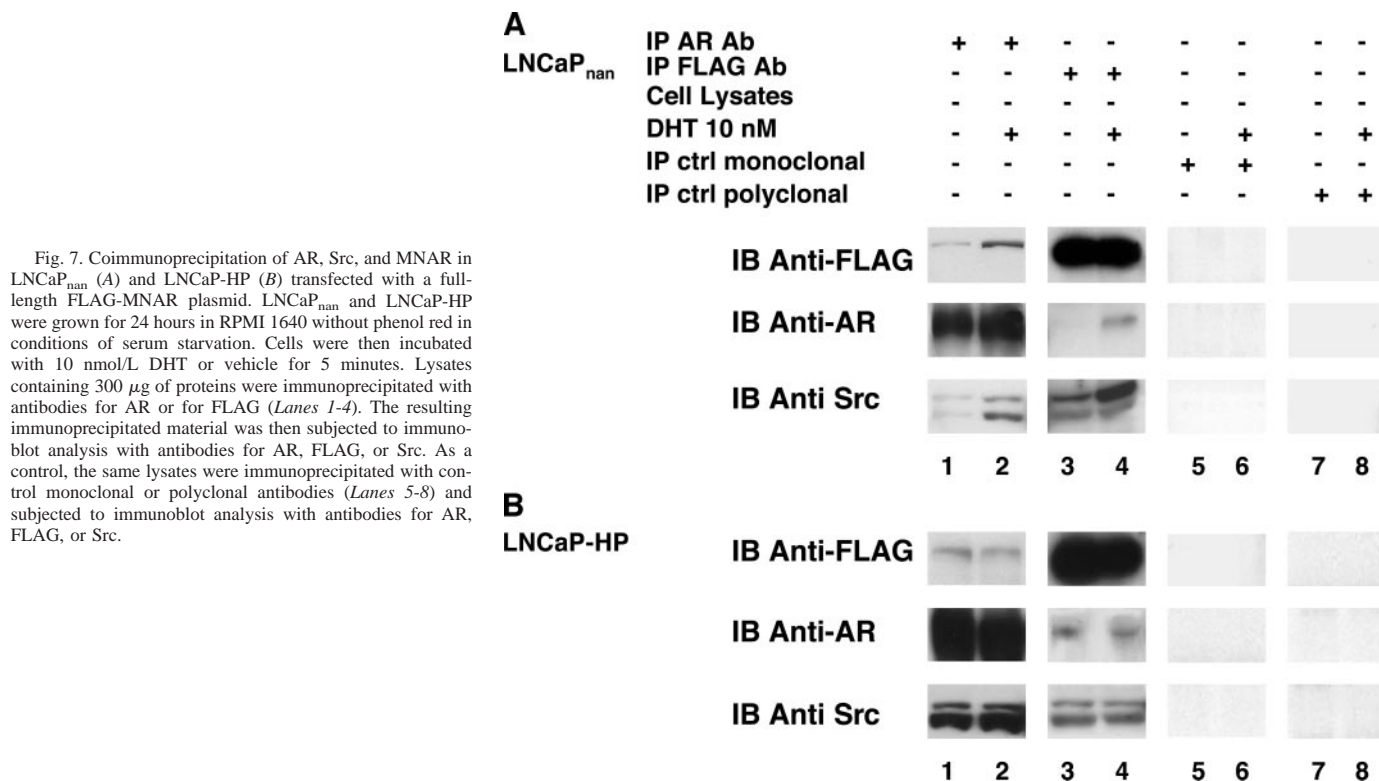 Fig. 7. Coimmunoprecipitation of AR, Src, and MNAR in
LNCaPnan (A) and LNCaP-HP (B) transfected with a full-
length FLAG-MNAR plasmid. LNCaPnan and LNCaP-HP
were grown for 24 hours in RPMI 1640 without phenol red in
conditions of serum starvation. Cells were then incubated
with 10 nmol/L DHT or vehicle for 5 minutes. Lysates
containing 300 μg of proteins were immunoprecipitated with
antibodies for AR or for FLAG (Lanes 1-4). The resulting
immunoprecipitated material was then subjected to immuno-
blot analysis with antibodies for AR, FLAG, or Src. As a
control, the same lysates were immunoprecipitated with con-
trol monoclonal or polyclonal antibodies (Lanes 5-8) and
subjected to immunoblot analysis with antibodies for AR,
FLAG, or Src.
A
LNCaPnan
IP AR Ab + + - - - - - -
IP FLAG Ab - - + + - - - -
Cell Lysates - - - - - - - -
DHT 10 nM - + - + - + - +
IP ctrl monoclonal - - - - + + - -
IP ctrl polyclonal - - - - - - + +
IB Anti-FLAG
IB Anti-AR
IB Anti Src
1 2 3 4 5 6 7 8
B
LNCaP-HP
IB Anti-FLAG
IB Anti-AR
IB Anti Src
1 2 3 4 5 6 7 8